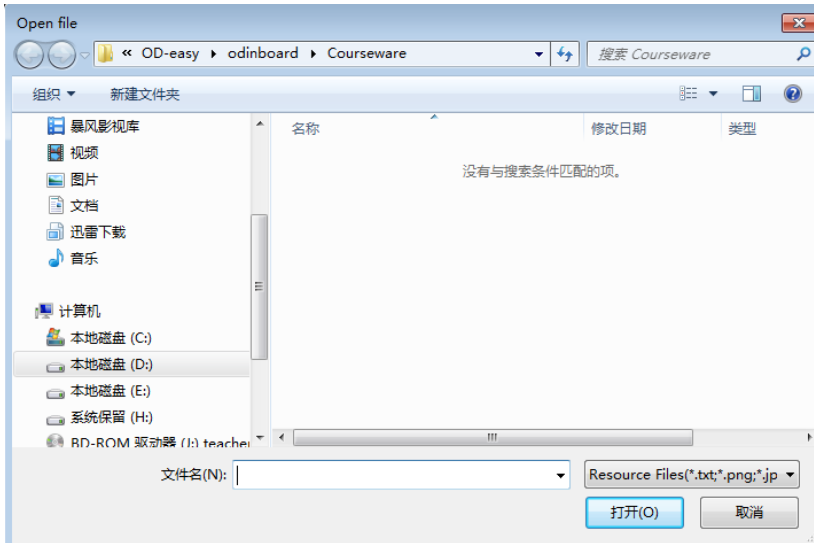 Open file
« OD-easy odinboard Courseware
搜索 Courseware
组织 新建文件夹
名称 修改日期 类型
没有与搜索条件匹配的项。
暴风影视库
视频
图片
文档
迅雷下载
音乐
计算机
本地磁盘 (C:)
本地磁盘 (D:)
本地磁盘 (E:)
系统保留 (H:)
BD-ROM 驱动器 (J:) teacher
文件名(N):
Resource Files(*.txt;*.png;*.jp
打开(O) 取消